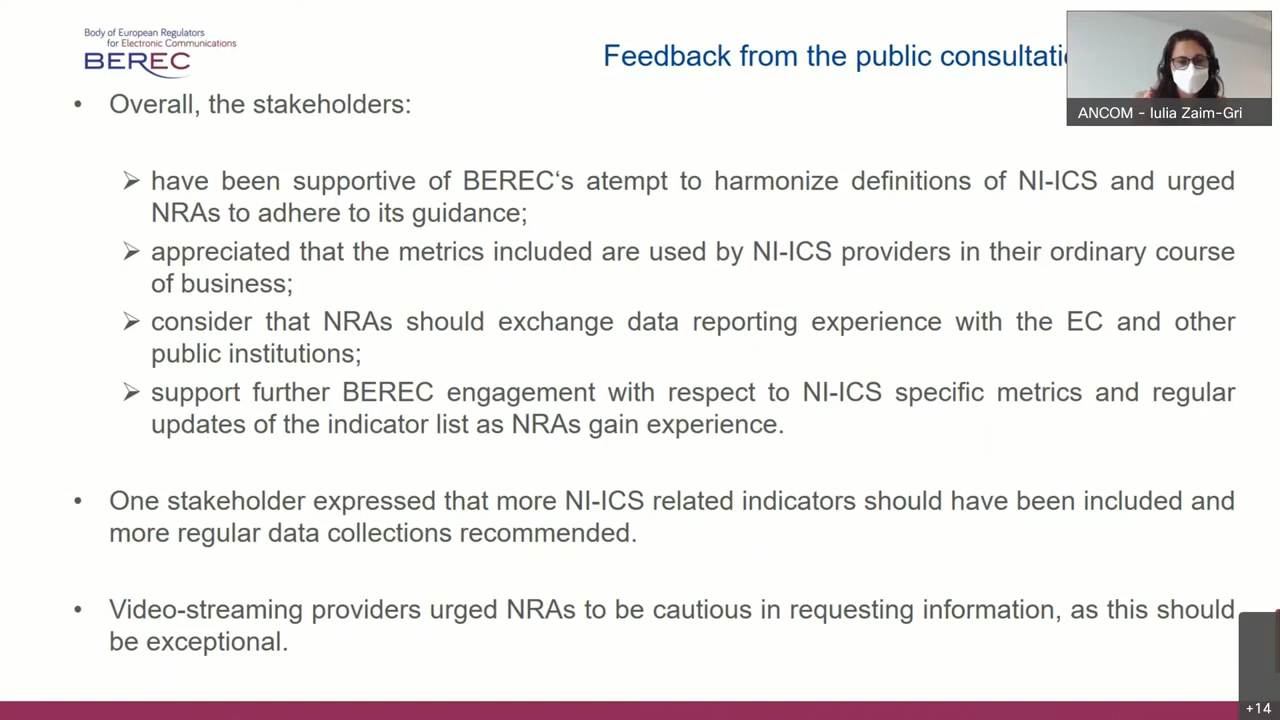 Body of European Regulators
for Electronic Communications
BEREC
Feedback from the public consultati
ANCOM - Iulia Zaim-Gri
• Overall, the stakeholders:
➢ have been supportive of BEREC‘s atempt to harmonize definitions of NI-ICS and urged
NRAs to adhere to its guidance;
➢ appreciated that the metrics included are used by NI-ICS providers in their ordinary course
of business;
➢ consider that NRAs should exchange data reporting experience with the EC and other
public institutions;
➢ support further BEREC engagement with respect to NI-ICS specific metrics and regular
updates of the indicator list as NRAs gain experience.
• One stakeholder expressed that more NI-ICS related indicators should have been included and
more regular data collections recommended.
• Video-streaming providers urged NRAs to be cautious in requesting information, as this should
be exceptional.
+14